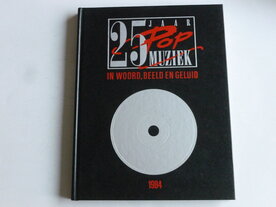 25 JAAR
Pop
MUZIEK
IN WOORD, BEELD EN GELUID
1984